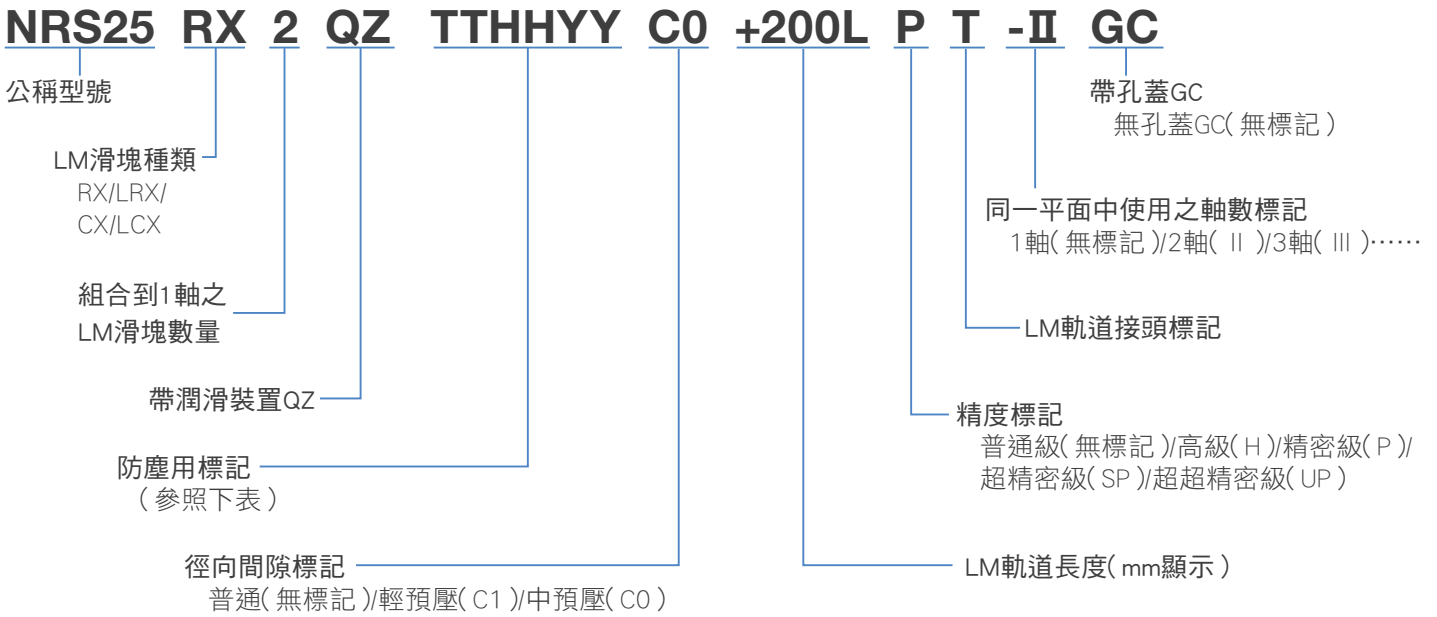 NRS25 RX 2 QZ TTHHYY C0 +200L P T -Ⅱ GC
公稱型號
LM滑塊種類
RX/LRX/
CX/LCX
組合到1軸之
LM滑塊數量
帶潤滑裝置QZ
防塵用標記
(參照下表)
徑向間隙標記
普通(無標記)/輕預壓(C1)/中預壓(C0)
帶孔蓋GC
無孔蓋GC(無標記)
同一平面中使用之軸數標記
1軸(無標記)/2軸(Ⅱ)/3軸(Ⅲ)……
LM軌道接頭標記
精度標記
普通級(無標記)/高級(H)/精密級(P)/
超精密級(SP)/超超精密級(UP)
LM軌道長度(mm顯示)